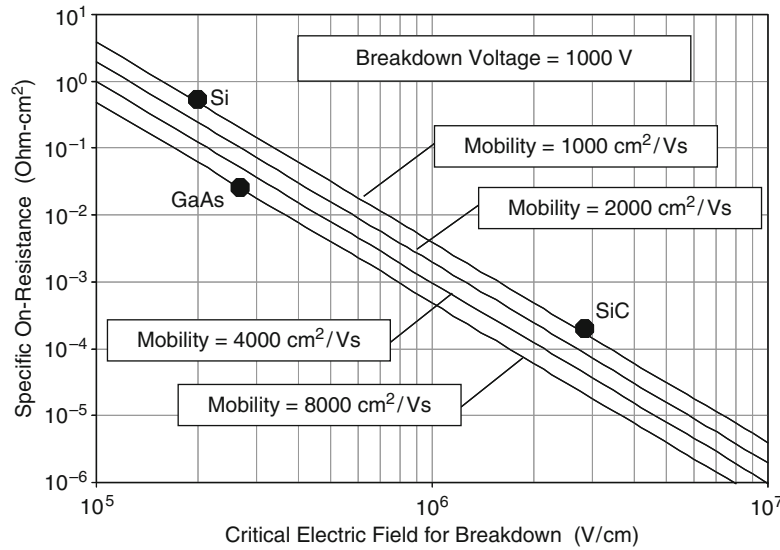 Breakdown Voltage = 1000 V
Si
Mobility = 1000 cm²/Vs
GaAs
Mobility = 2000 cm²/Vs
SiC
Mobility = 4000 cm²/Vs
Mobility = 8000 cm²/Vs
Specific On-Resistance (Ohm-cm²)
10¹
10⁰
10⁻¹
10⁻²
10⁻³
10⁻⁴
10⁻⁵
10⁻⁶
10⁵
10⁶
10⁷
Critical Electric Field for Breakdown (V/cm)